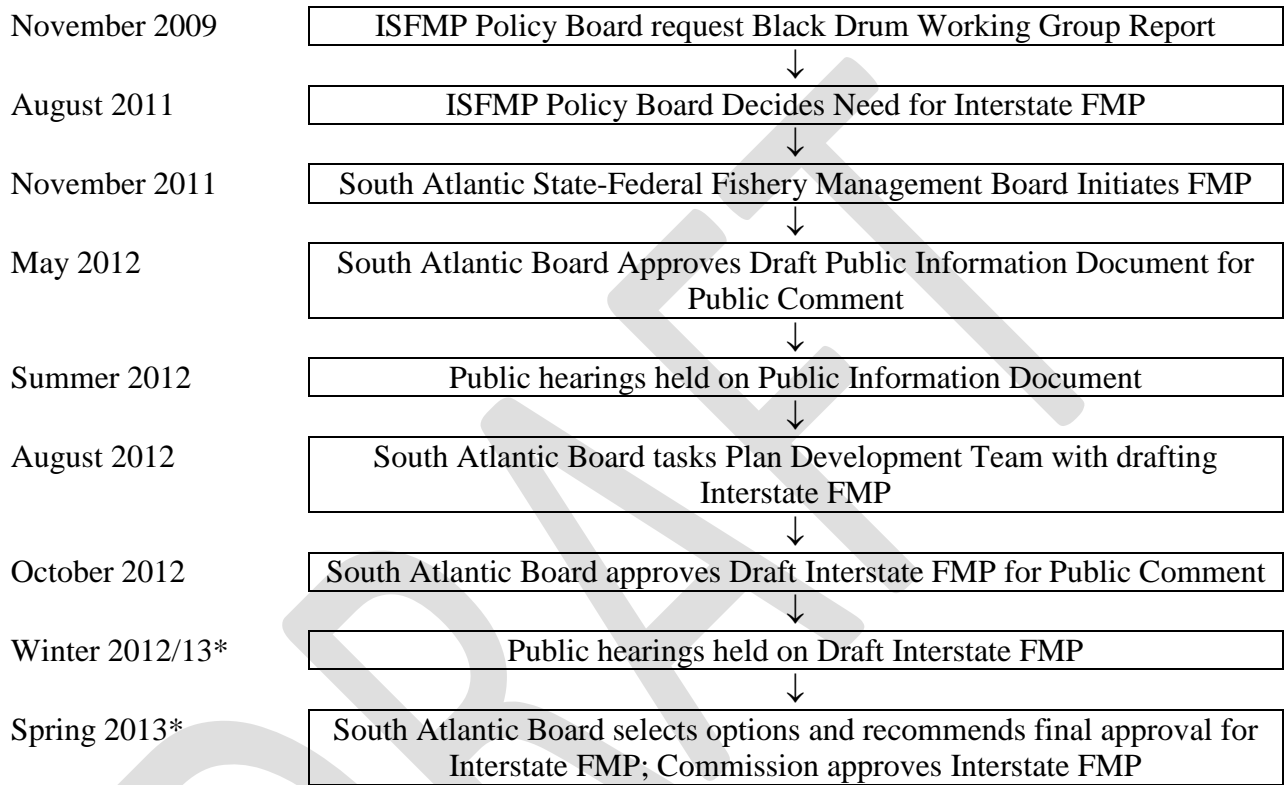 November 2009 ISFMP Policy Board request Black Drum Working Group Report
↓
August 2011 ISFMP Policy Board Decides Need for Interstate FMP
↓
November 2011 South Atlantic State-Federal Fishery Management Board Initiates FMP
↓
May 2012 South Atlantic Board Approves Draft Public Information Document for
Public Comment
↓
Summer 2012 Public hearings held on Public Information Document
↓
August 2012 South Atlantic Board tasks Plan Development Team with drafting
Interstate FMP
↓
October 2012 South Atlantic Board approves Draft Interstate FMP for Public Comment
↓
Winter 2012/13* Public hearings held on Draft Interstate FMP
↓
Spring 2013* South Atlantic Board selects options and recommends final approval for
Interstate FMP; Commission approves Interstate FMP
DRAFT